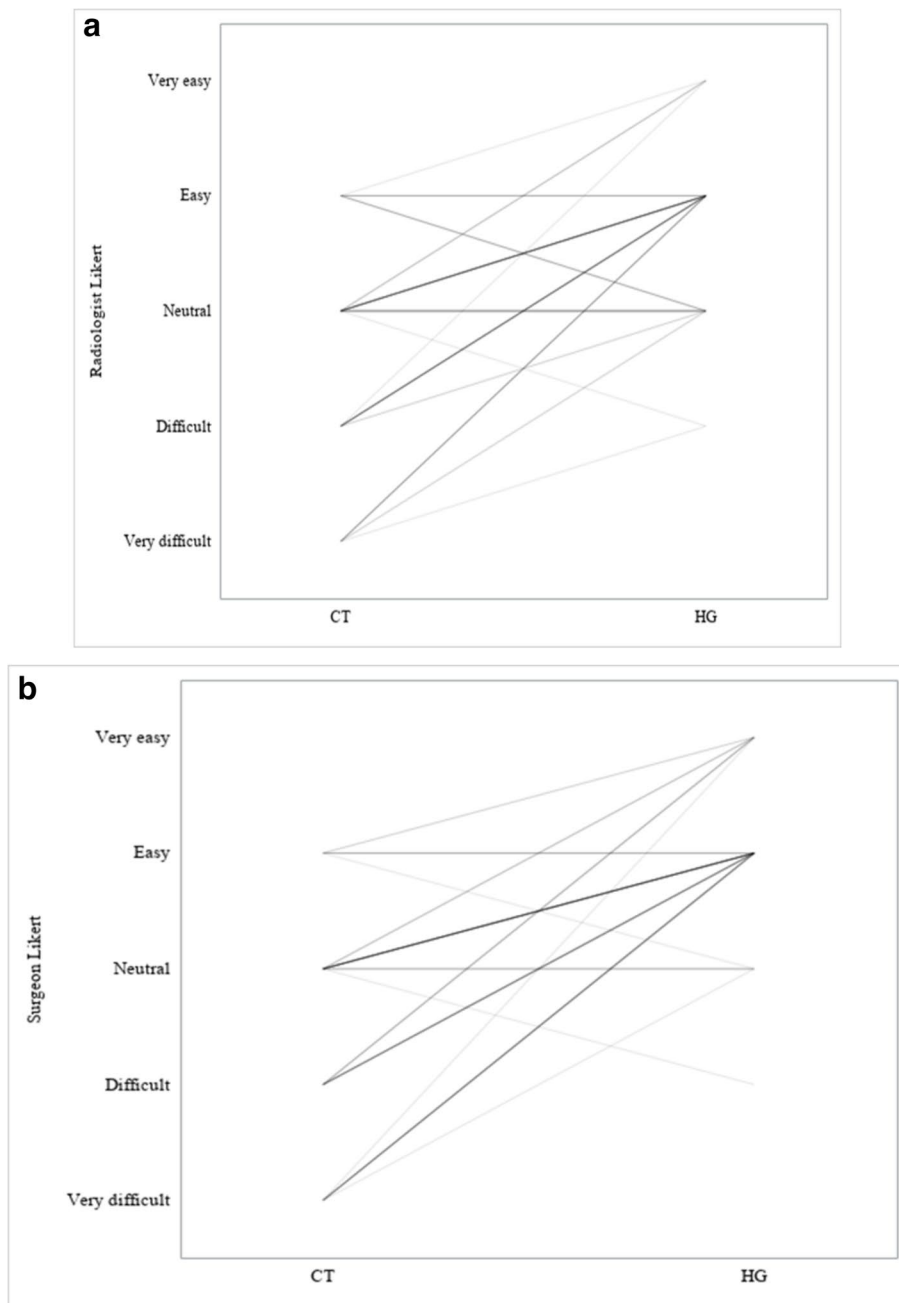 a
Very easy
Easy
Neutral
Difficult
Very difficult
Radiologist Likert
CT
HG
b
Very easy
Easy
Neutral
Difficult
Very difficult
Surgeon Likert
CT
HG